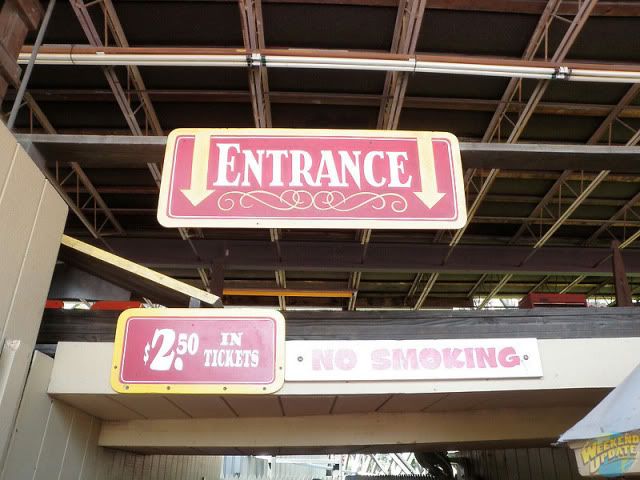 ENTRANCE
$2.50 IN TICKETS
NO SMOKING
WEEKEND UPDATE